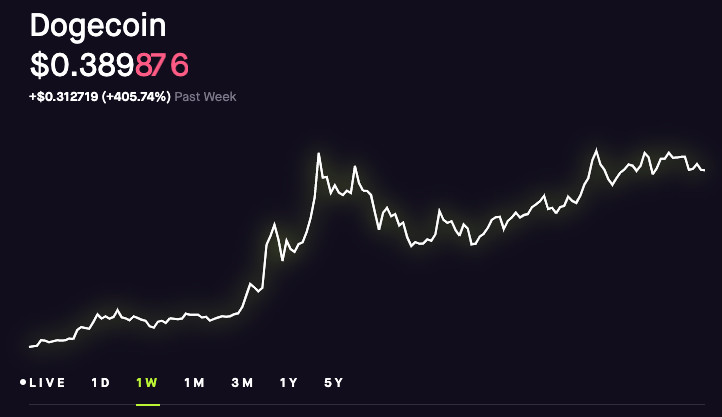 Dogecoin
$0.389876
+$0.312719 (+405.74%) Past Week
LIVE 1D 1W 1M 3M 1Y 5Y